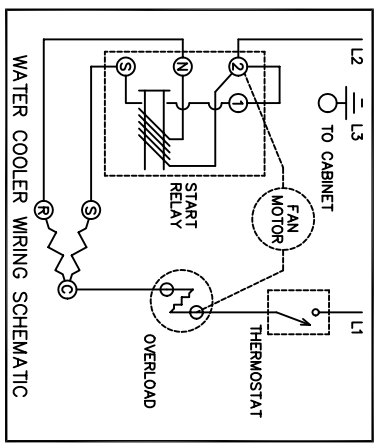 L2
L3
TO CABINET
L1
S
N
2
1
START
RELAY
FAN
MOTOR
THERMOSTAT
OVERLOAD
R
S
C
WATER COOLER WIRING SCHEMATIC